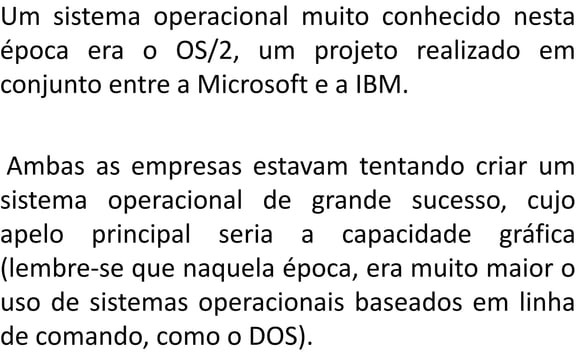 Um sistema operacional muito conhecido nesta
época era o OS/2, um projeto realizado em
conjunto entre a Microsoft e a IBM.
Ambas as empresas estavam tentando criar um
sistema operacional de grande sucesso, cujo
apelo principal seria a capacidade gráfica
(lembre-se que naquela época, era muito maior o
uso de sistemas operacionais baseados em linha
de comando, como o DOS).